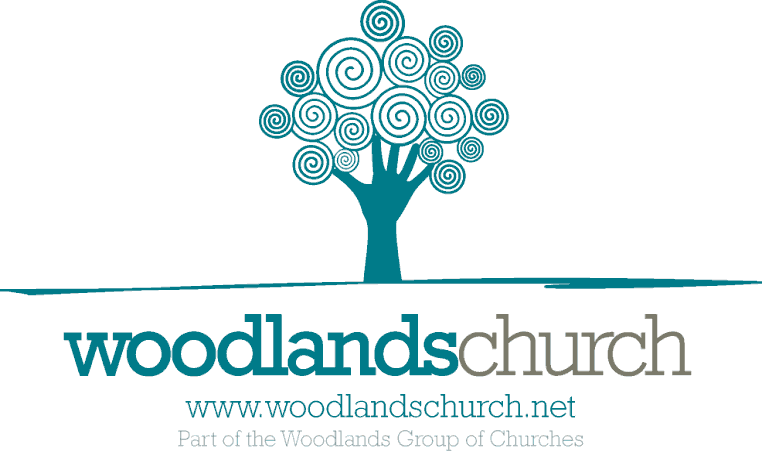 woodlandschurch
www.woodlandschurch.net
Part of the Woodlands Group of Churches